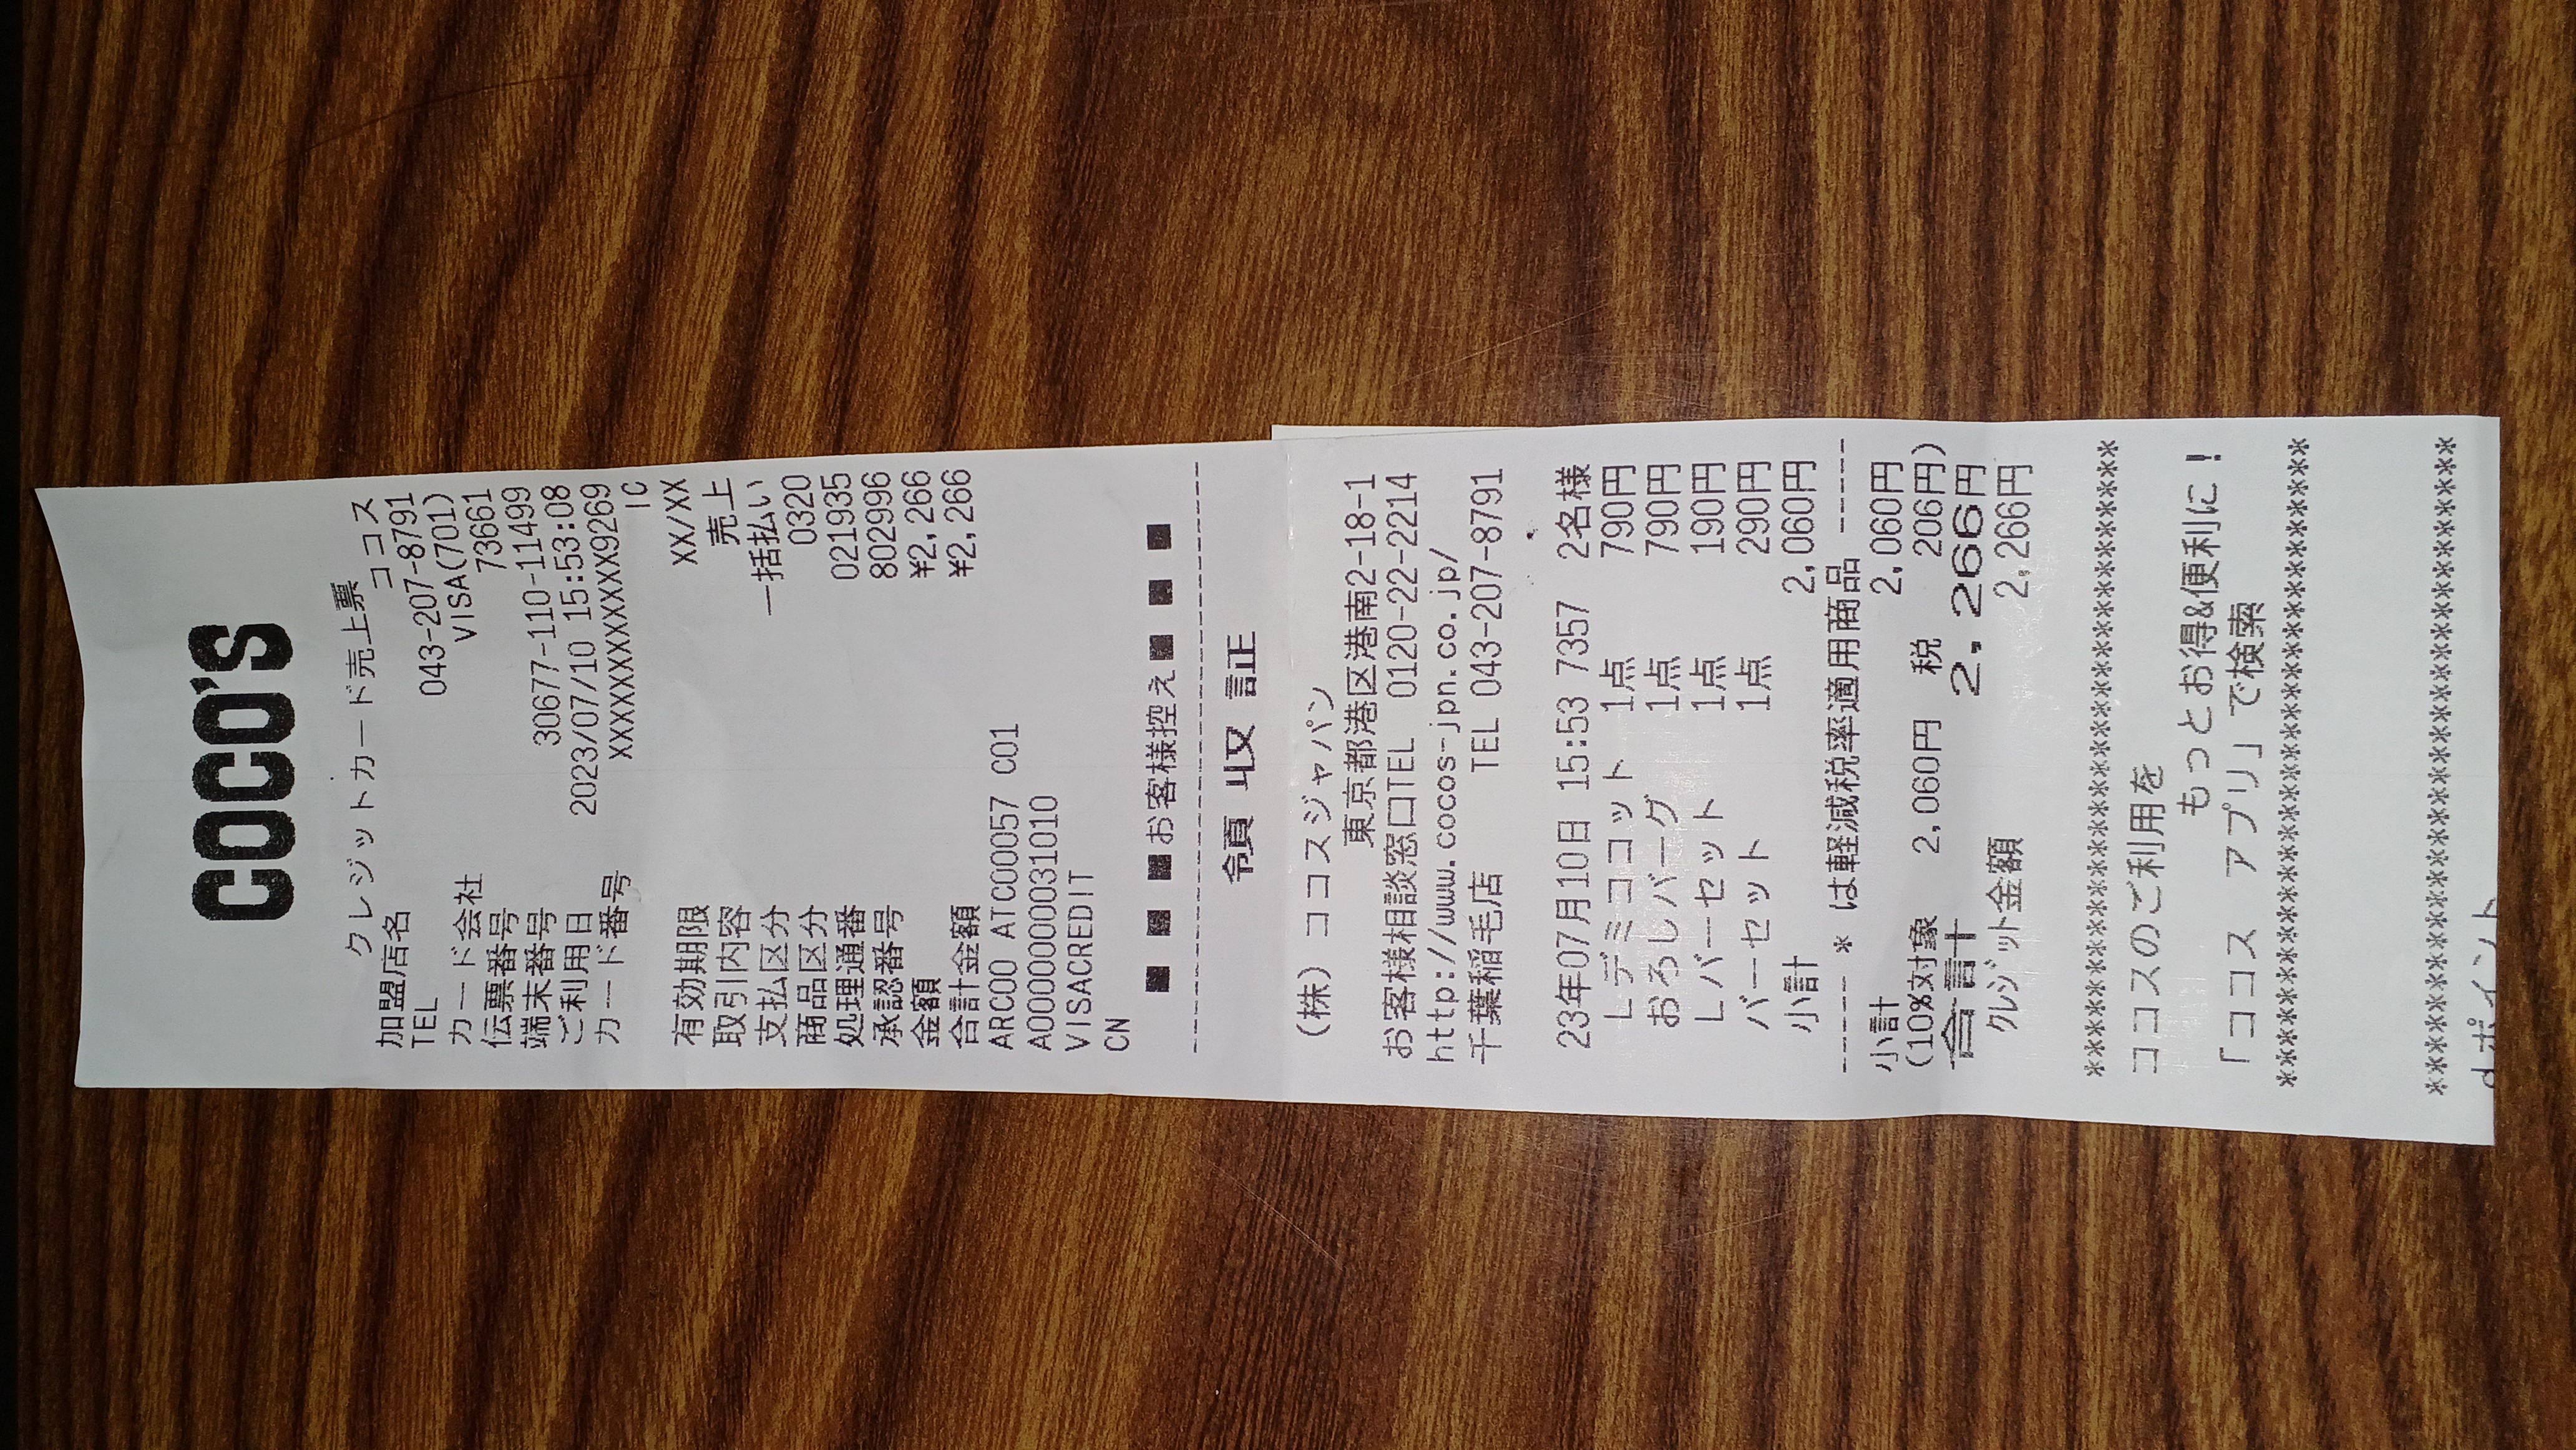 COCO'S
クレジットカード売上票
加盟店名 ココス
TEL 043-207-8791
カード会社 VISA(701)
伝票番号 73661
端末番号 30677-110-11499
ご利用日 2023/07/10 15:53:08
カード番号 XXXXXXXXXXXX9269
IC
有効期限 XX/XX
取引内容 売上
支払区分 一括払い
商品区分 0320
処理通番 021935
承認番号 802996
金額 ¥2,266
合計金額 ¥2,266
ARC00 ATC00057 C01
A0000000031010
VISACREDIT
CN
■ ■ ■お客様控え■ ■ ■
--------------------------------
領収証
(株)ココスジャパン
東京都港区港南2-18-1
お客様相談窓口TEL 0120-22-2214
http://www.cocos-jpn.co.jp/
千葉稲毛店 TEL 043-207-8791
23年07月10日 15:53 7357 2名様
Lデミココット 1点 790円
おろしバーグ 1点 790円
Lバーセット 1点 190円
バーセット 1点 290円
小計 2,060円
----- * は軽減税率適用商品 -----
小計 2,060円
(10%対象 2,060円 税 206円)
合計 2,266円
クレジット金額 2,266円
********************************
ココスのご利用を
もっとお得&便利に!
「ココス アプリ」で検索
********************************
********************************
dポイント